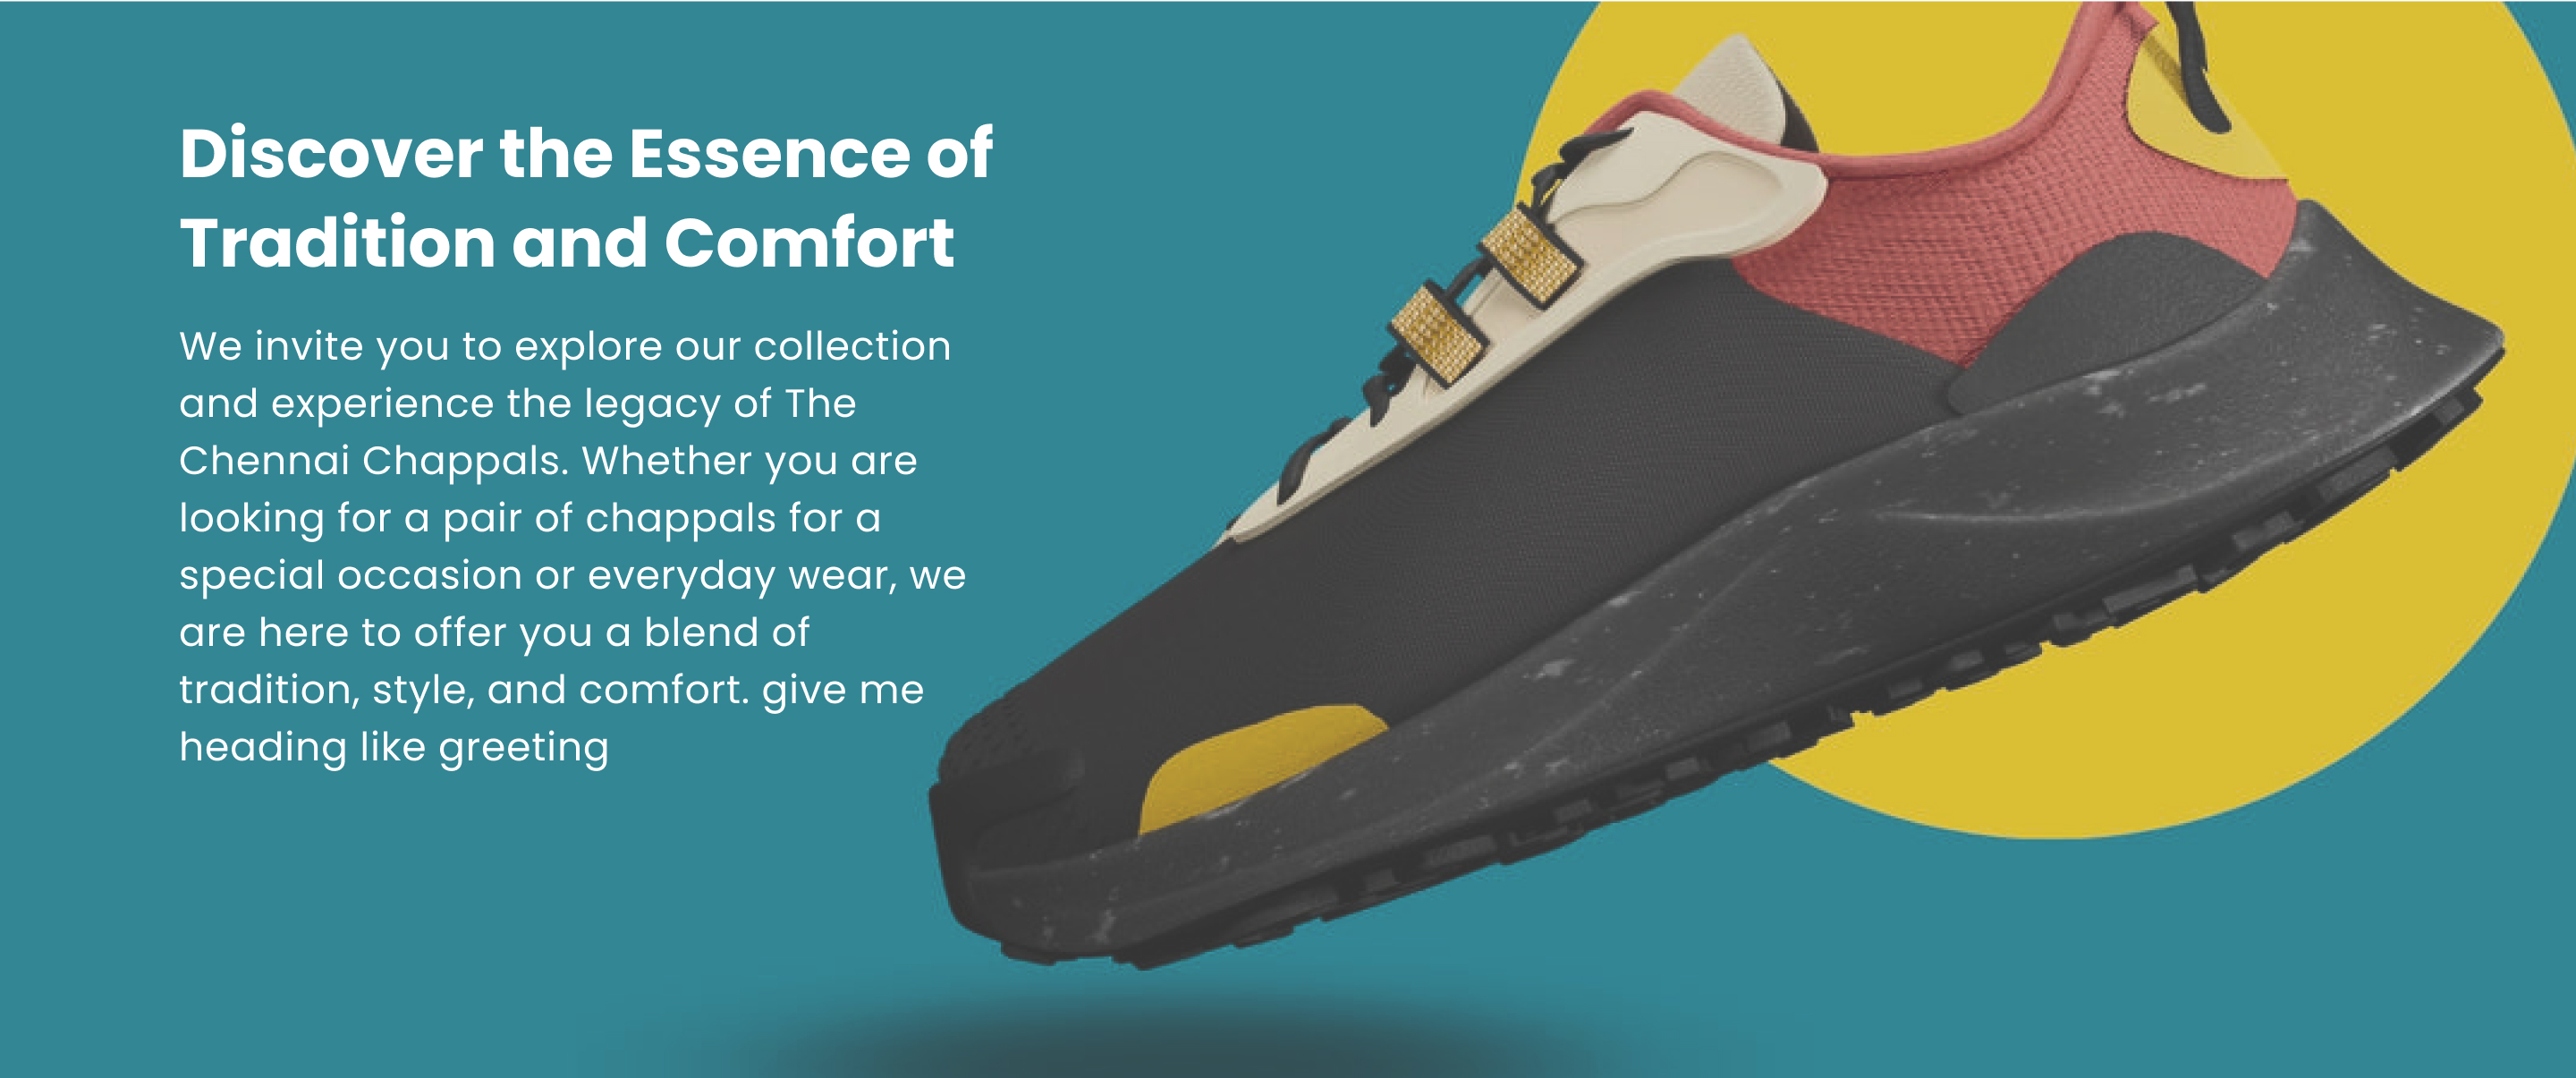 Discover the Essence of
Tradition and Comfort
We invite you to explore our collection
and experience the legacy of The
Chennai Chappals. Whether you are
looking for a pair of chappals for a
special occasion or everyday wear, we
are here to offer you a blend of
tradition, style, and comfort. give me
heading like greeting